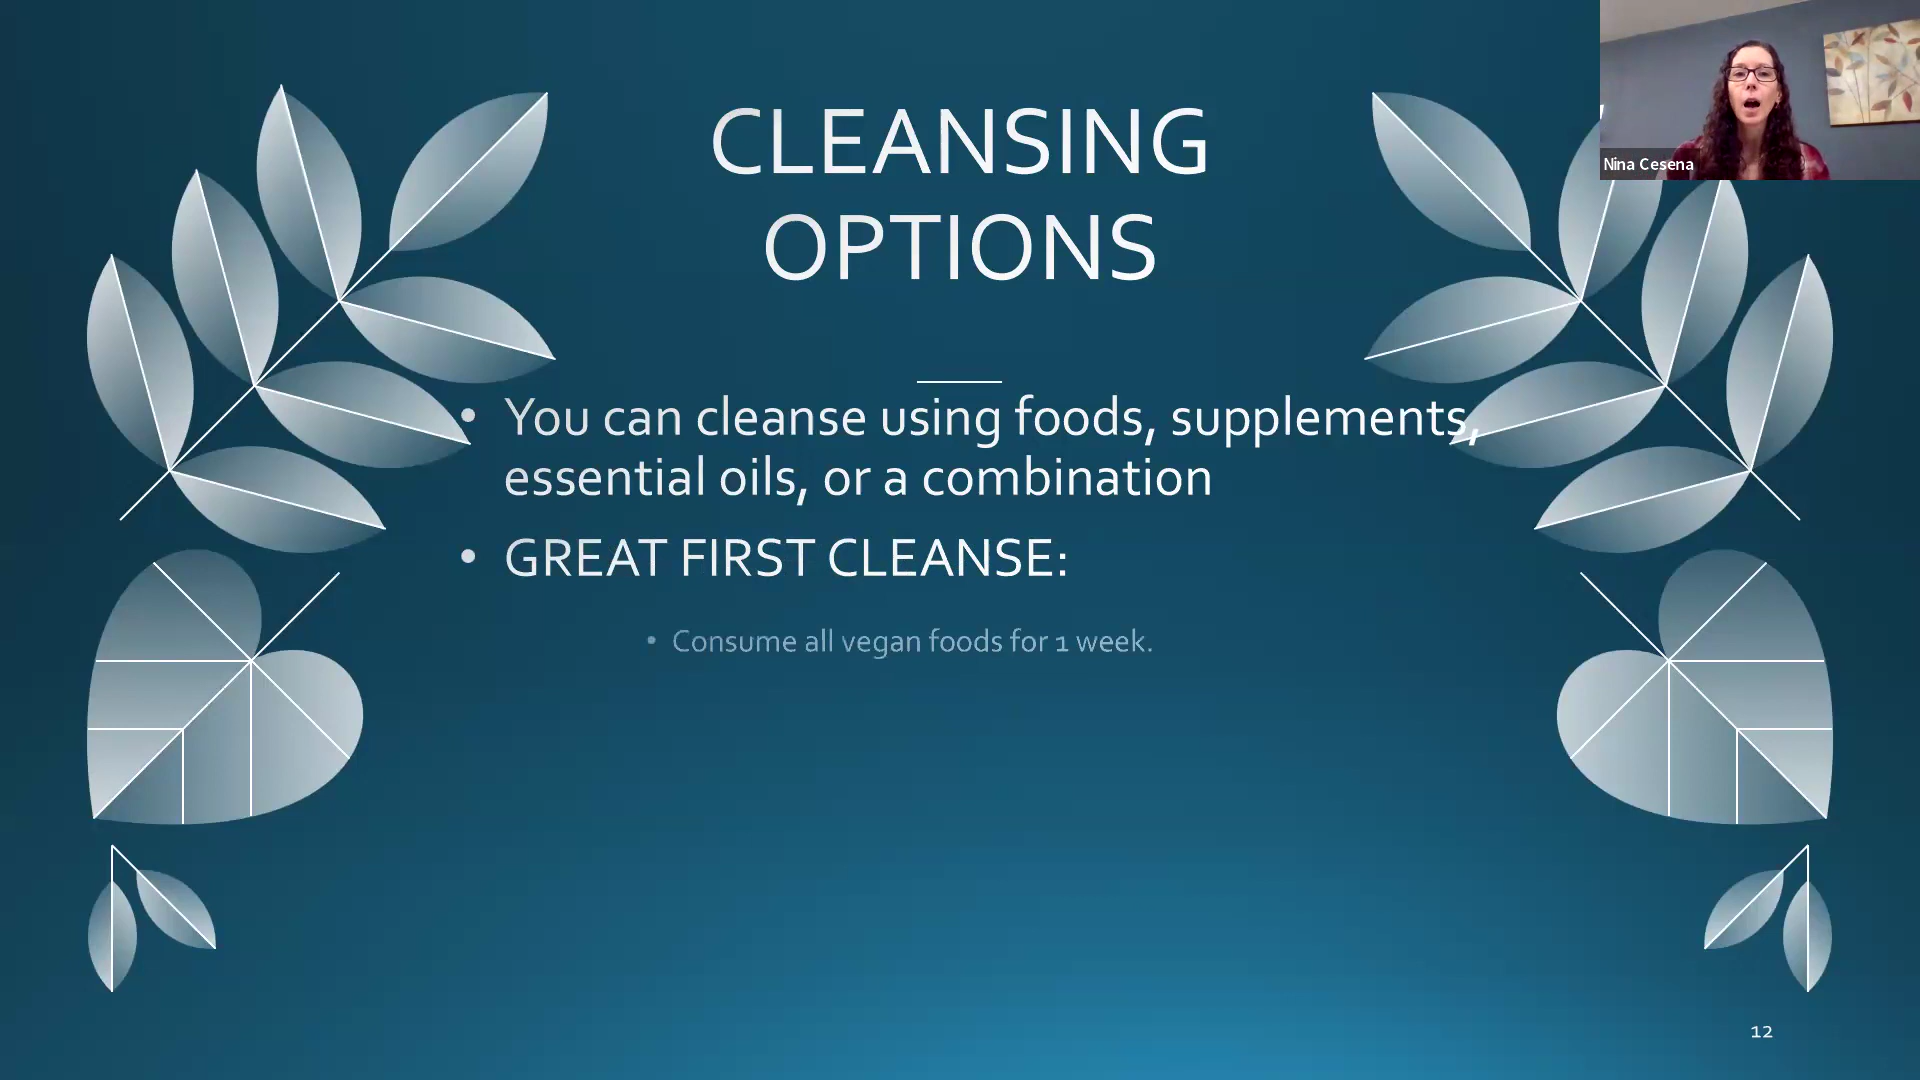 CLEANSING
OPTIONS
Nina Cesena
• You can cleanse using foods, supplements,
essential oils, or a combination
• GREAT FIRST CLEANSE:
• Consume all vegan foods for 1 week.
12